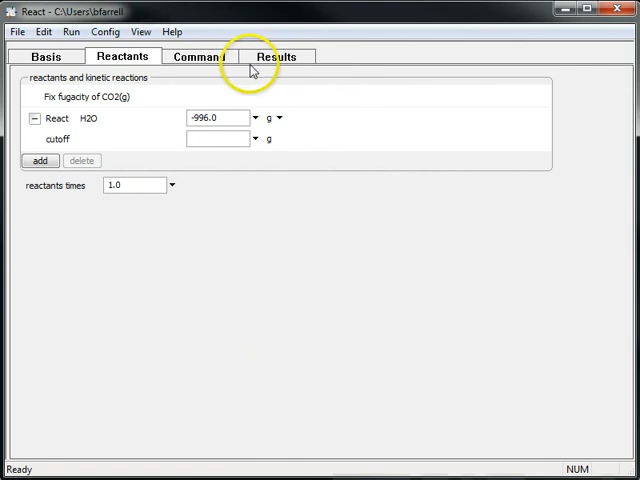 React - C:\Users\bfarrell
File Edit Run Config View Help
Basis Reactants Command Results
reactants and kinetic reactions
Fix fugacity of CO2(g)
React H2O -996.0 g
cutoff g
add delete
reactants times 1.0
Ready NUM